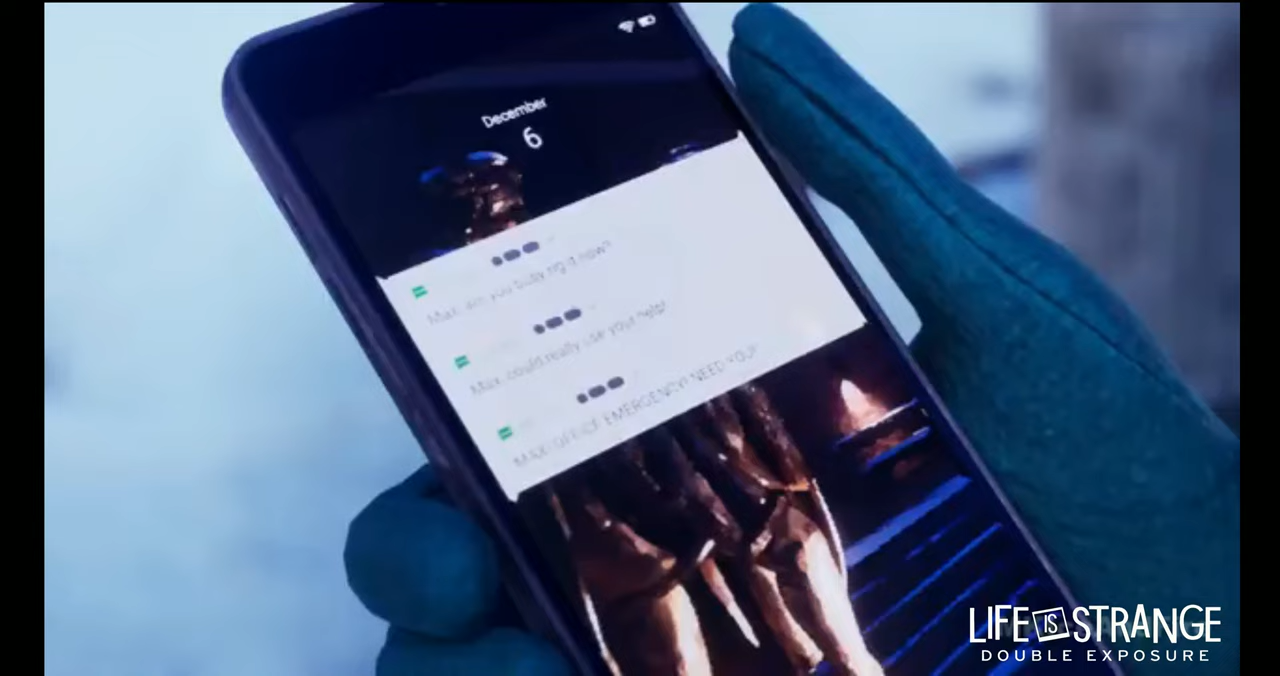 December
6
Max, are you busy right now?
Max, could really use your help!
MAX! OFFICE EMERGENCY! NEED YOU!
LIFE IS STRANGE
DOUBLE EXPOSURE